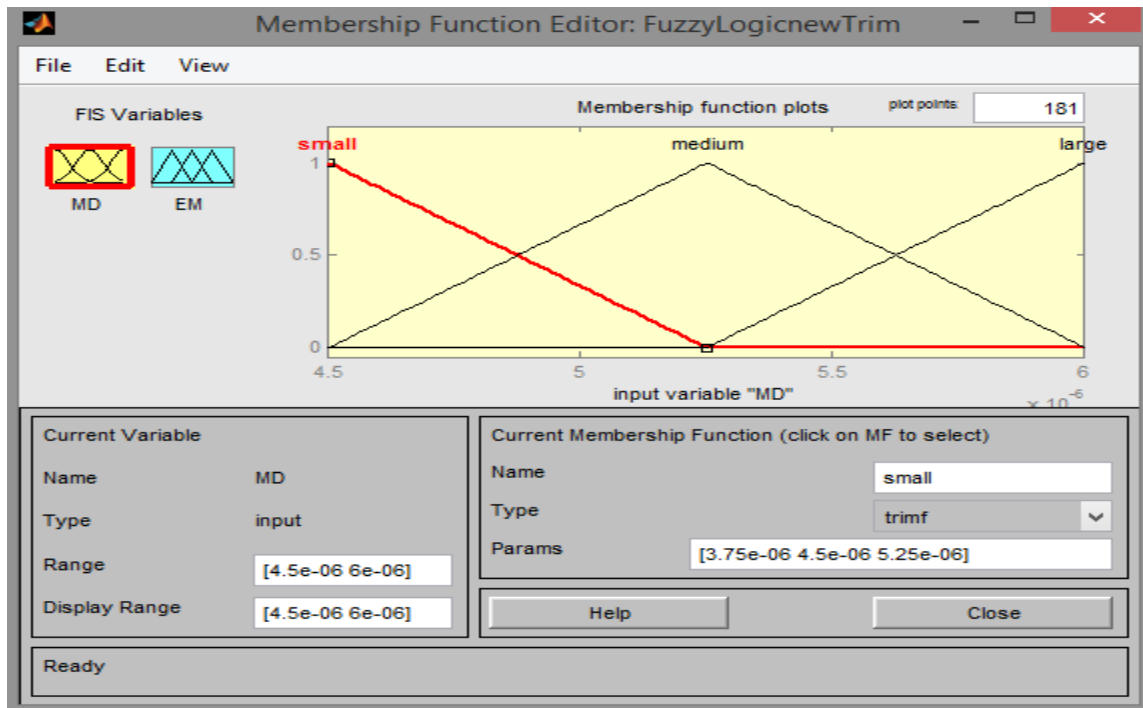 Membership Function Editor: FuzzyLogicnewTrim
File Edit View
FIS Variables
Membership function plots
plot points:
181
small
medium
large
MD
EM
1
0.5
0
4.5
5
5.5
6
input variable "MD"
x 10-6
Current Variable
Name MD
Type input
Range [4.5e-06 6e-06]
Display Range [4.5e-06 6e-06]
Current Membership Function (click on MF to select)
Name small
Type trimf
Params [3.75e-06 4.5e-06 5.25e-06]
Help
Close
Ready